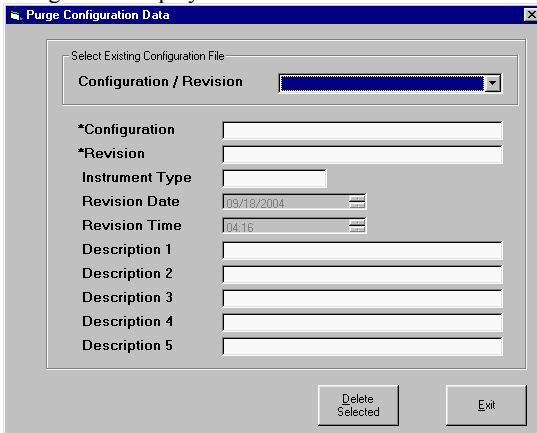 Purge Configuration Data
Select Existing Configuration File
Configuration / Revision
*Configuration
*Revision
Instrument Type
Revision Date 09/18/2004
Revision Time 04:16
Description 1
Description 2
Description 3
Description 4
Description 5
Delete
Selected
Exit